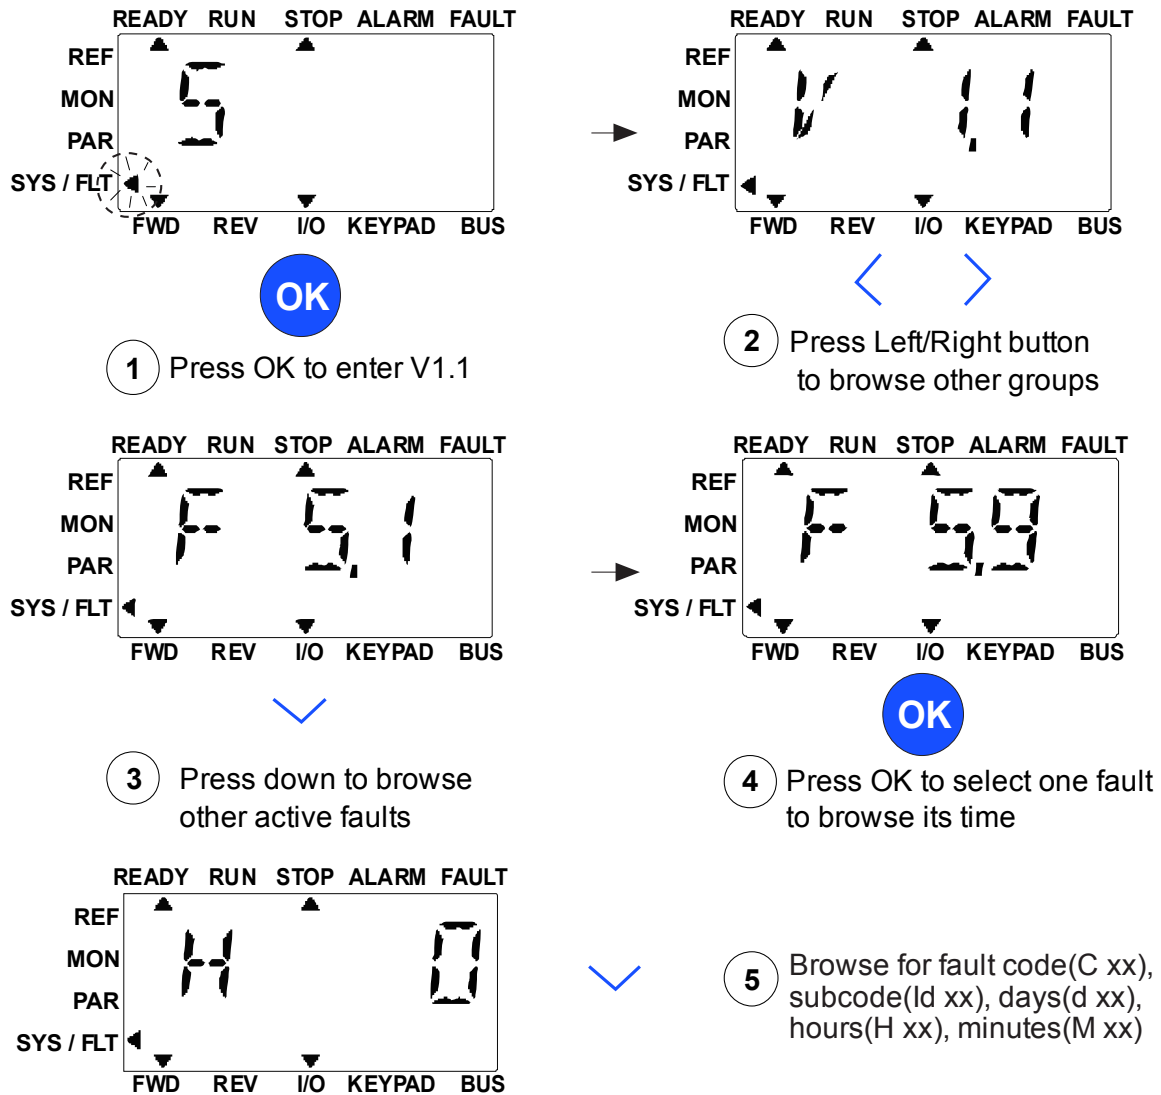 READY RUN STOP ALARM FAULT
REF
MON
PAR
SYS / FLT
S
FWD REV I/O KEYPAD BUS
OK
1 Press OK to enter V1.1
READY RUN STOP ALARM FAULT
REF
MON
PAR
SYS / FLT
V 1.1
FWD REV I/O KEYPAD BUS
2 Press Left/Right button
to browse other groups
READY RUN STOP ALARM FAULT
REF
MON
PAR
SYS / FLT
F 5.1
FWD REV I/O KEYPAD BUS
3 Press down to browse
other active faults
READY RUN STOP ALARM FAULT
REF
MON
PAR
SYS / FLT
F 5.9
FWD REV I/O KEYPAD BUS
OK
4 Press OK to select one fault
to browse its time
READY RUN STOP ALARM FAULT
REF
MON
PAR
SYS / FLT
H 0
FWD REV I/O KEYPAD BUS
5 Browse for fault code(C xx),
subcode(Id xx), days(d xx),
hours(H xx), minutes(M xx)